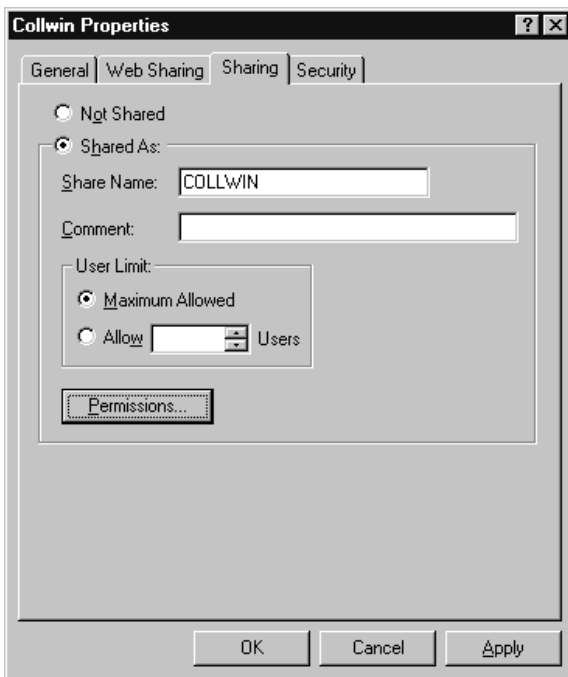 Collwin Properties
General Web Sharing Sharing Security
Not Shared
Shared As:
Share Name: COLLWIN
Comment:
User Limit:
Maximum Allowed
Allow Users
Permissions...
OK Cancel Apply